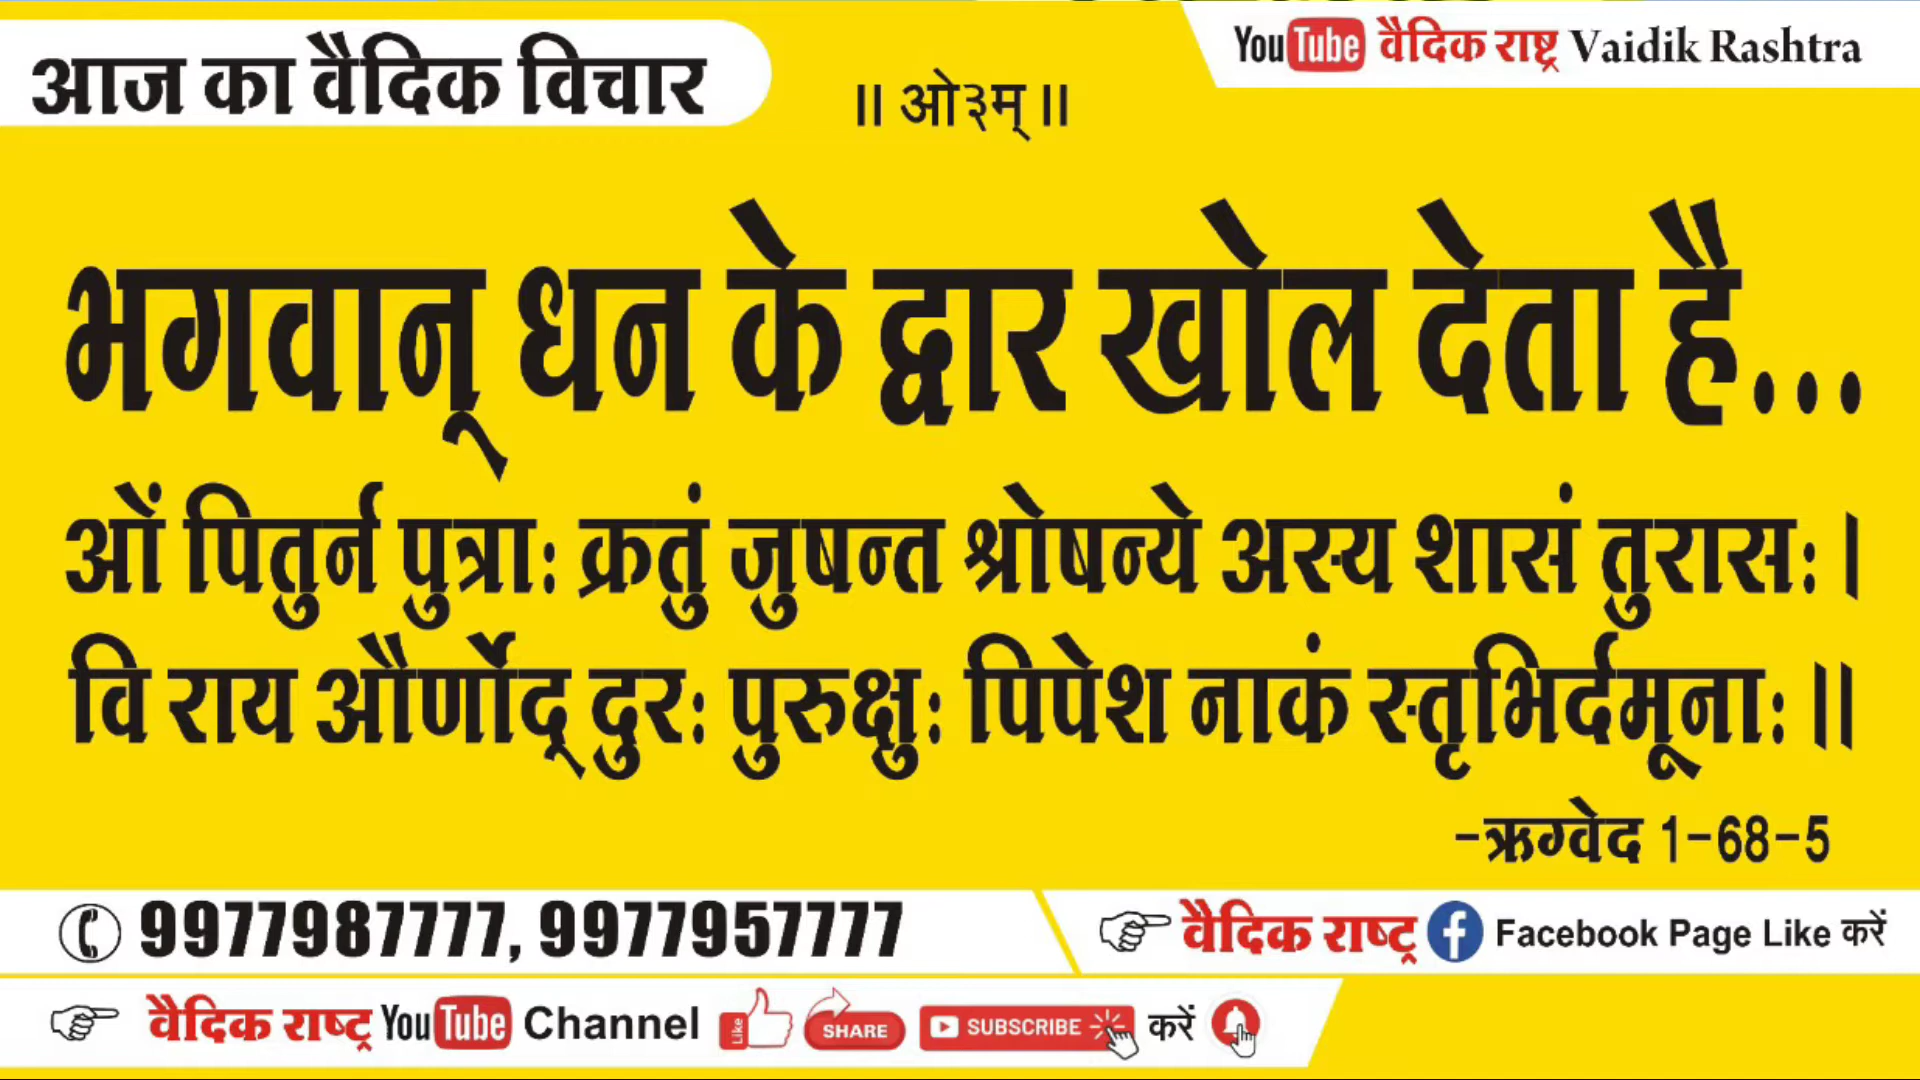 आज का वैदिक विचार
॥ ओ३म् ॥
YouTube वैदिक राष्ट्र Vaidik Rashtra
भगवान् धन के द्वार खोल देता है...
ओं पितुर्न पुत्राः क्रतुं जुषन्त श्रोषन्ये अस्य शासं तुरासः।
वि राय और्णोद् दुरः पुरुक्षुः पिपेश नाकं स्तृभिर्दमूनाः॥
-ऋग्वेद 1-68-5
9977987777, 9977957777
वैदिक राष्ट्र f Facebook Page Like करें
वैदिक राष्ट्र YouTube Channel Like SHARE SUBSCRIBE करें